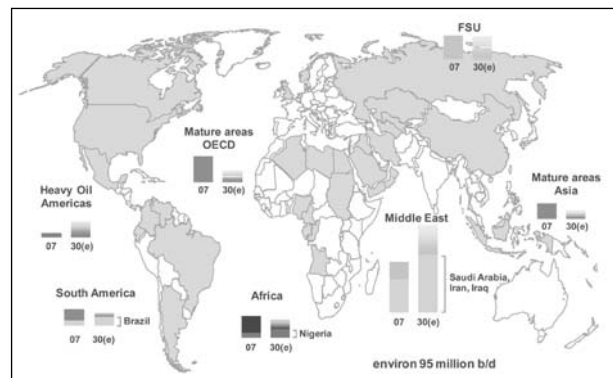 FSU
07 30(e)
Mature areas
OECD
07 30(e)
Heavy Oil
Americas
07 30(e)
Mature areas
Asia
07 30(e)
Middle East
Saudi Arabia,
Iran, Iraq
07 30(e)
South America
Brazil
07 30(e)
Africa
Nigeria
07 30(e)
environ 95 million b/d